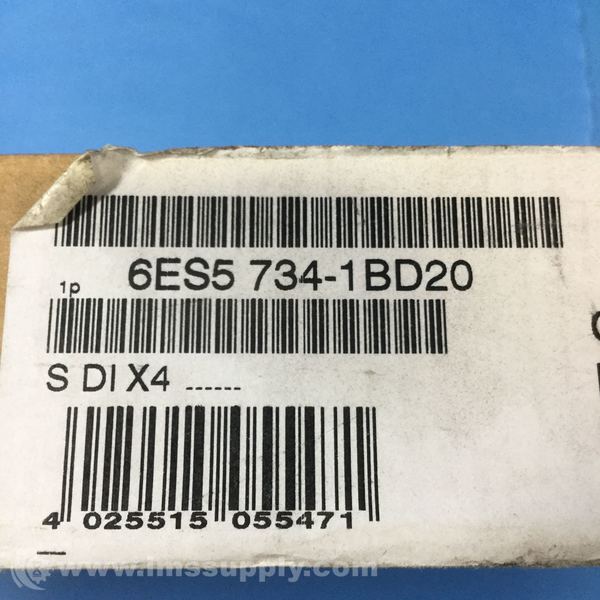 1p 6ES5 734-1BD20
S DI X4 ......
4 025515 055471
www.imssupply.com